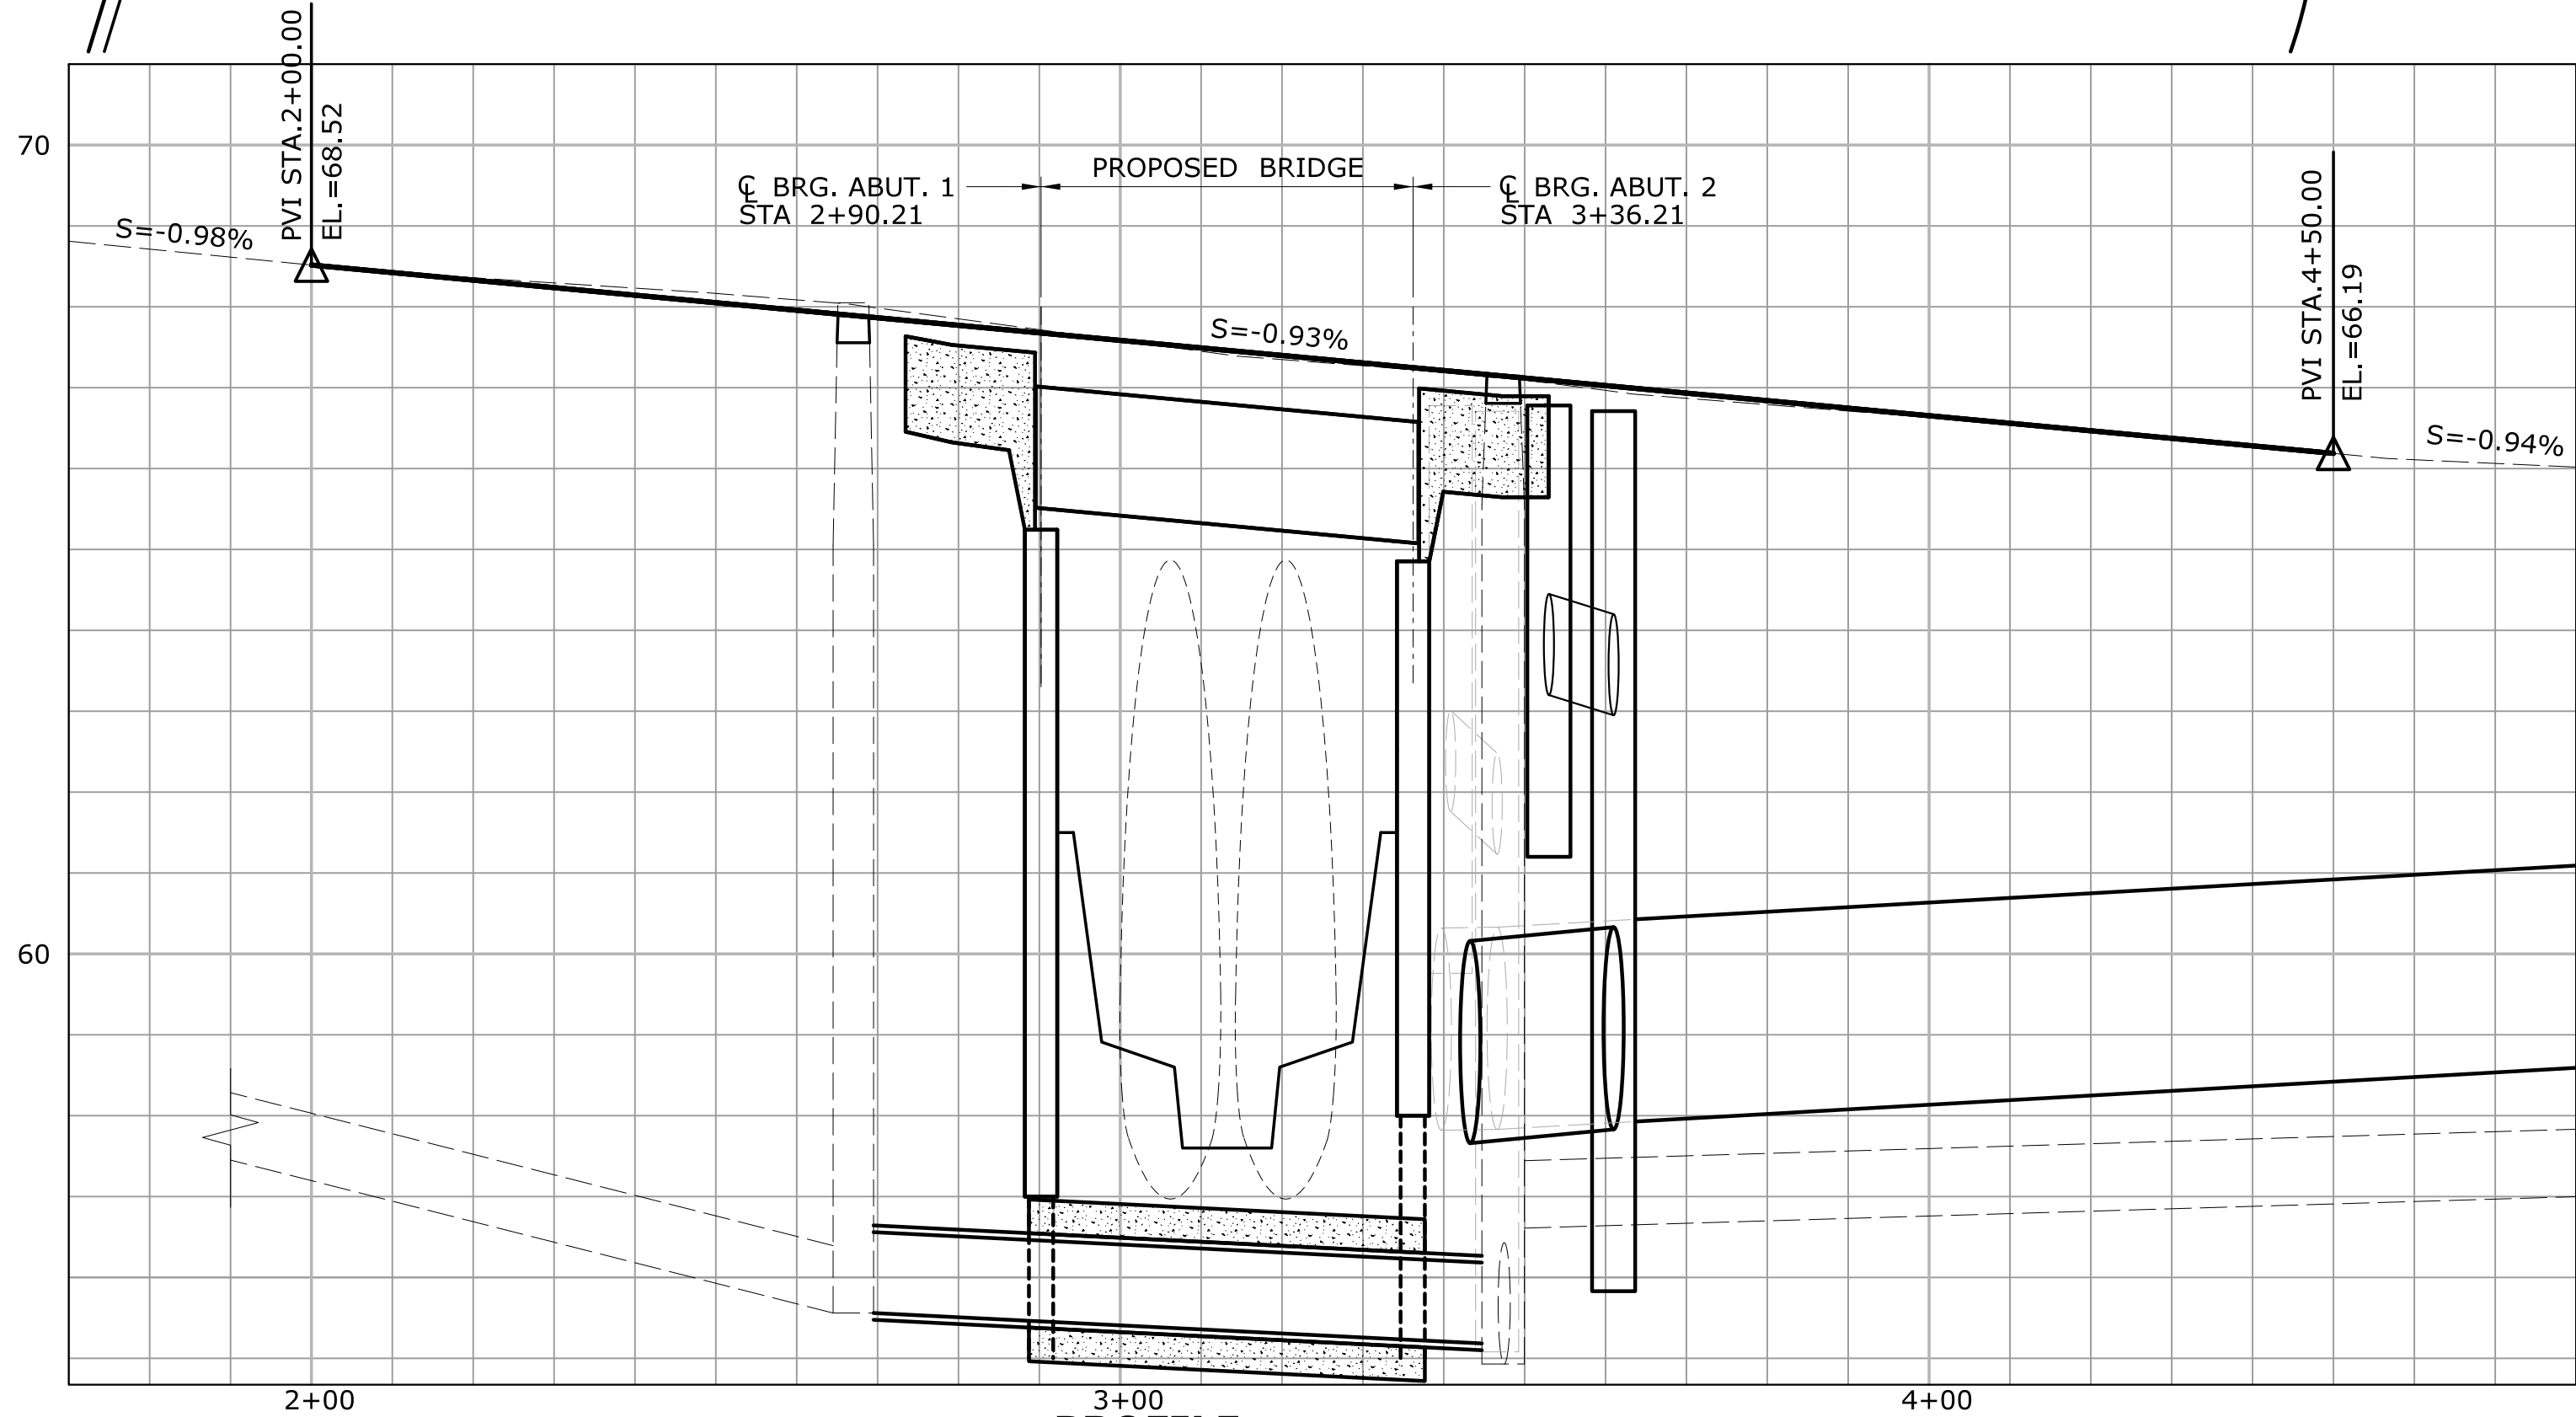 PVI STA.2+00.00
EL.=68.52
70
PROPOSED BRIDGE
℄ BRG. ABUT. 1
STA 2+90.21
℄ BRG. ABUT. 2
STA 3+36.21
PVI STA.4+50.00
EL.=66.19
S=-0.98%
S=-0.93%
S=-0.94%
60
2+00
3+00
4+00
PROFILE